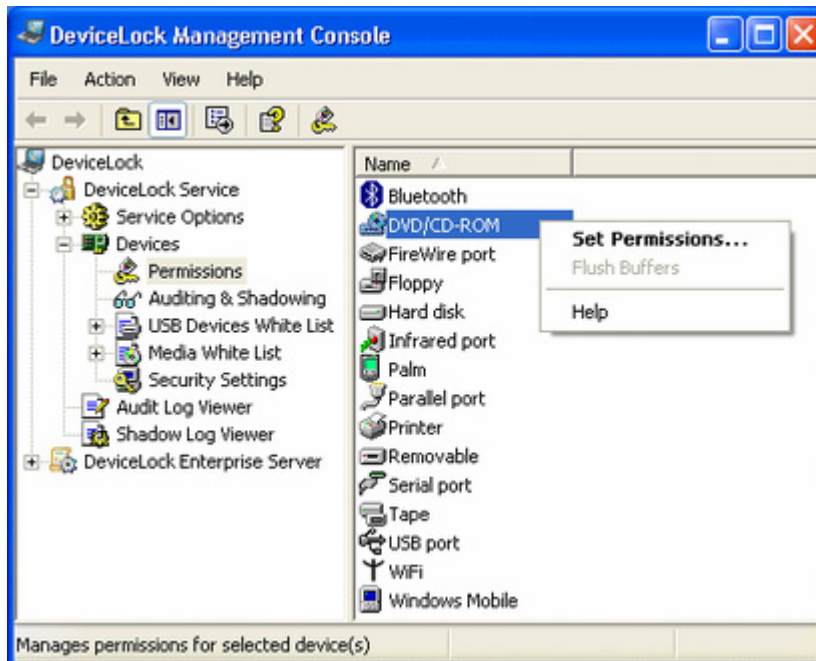 DeviceLock Management Console
File Action View Help
DeviceLock
DeviceLock Service
Service Options
Devices
Permissions
Auditing & Shadowing
USB Devices White List
Media White List
Security Settings
Audit Log Viewer
Shadow Log Viewer
DeviceLock Enterprise Server
Name
Bluetooth
DVD/CD-ROM
FireWire port
Floppy
Hard disk
Infrared port
Palm
Parallel port
Printer
Removable
Serial port
Tape
USB port
WiFi
Windows Mobile
Set Permissions...
Flush Buffers
Help
Manages permissions for selected device(s)